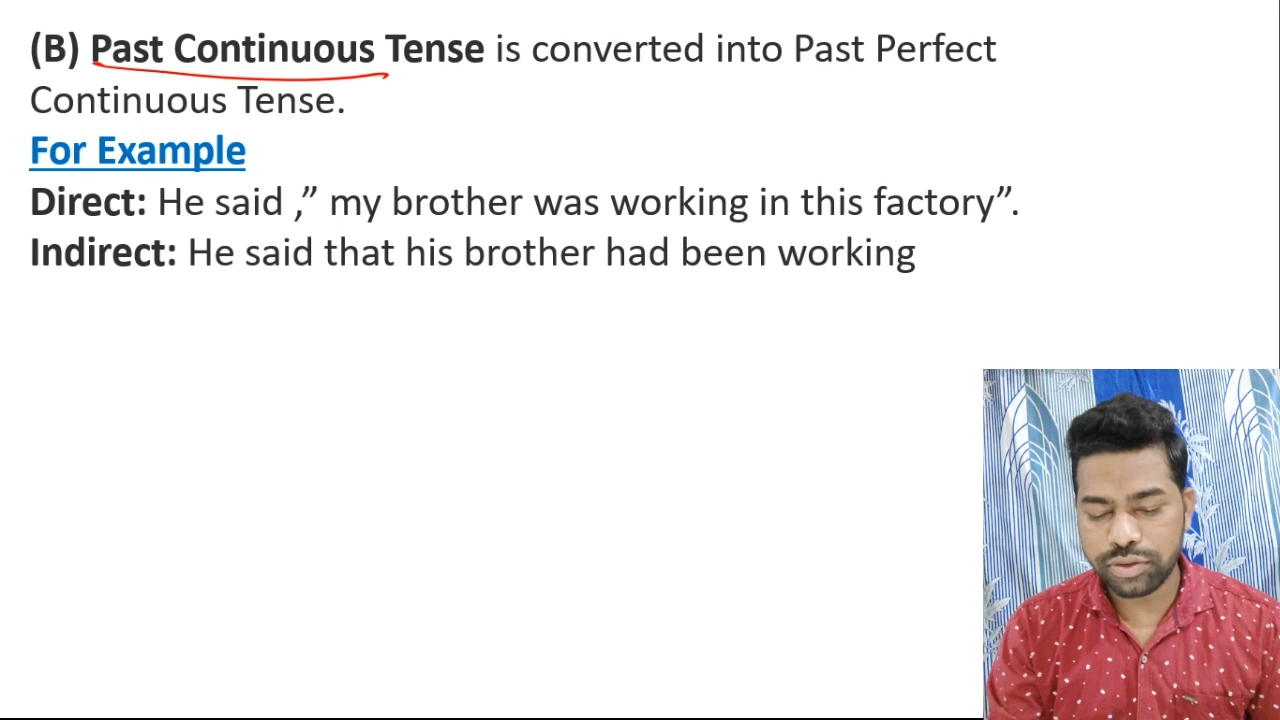 (B) Past Continuous Tense is converted into Past Perfect
Continuous Tense.
For Example
Direct: He said ,” my brother was working in this factory”.
Indirect: He said that his brother had been working